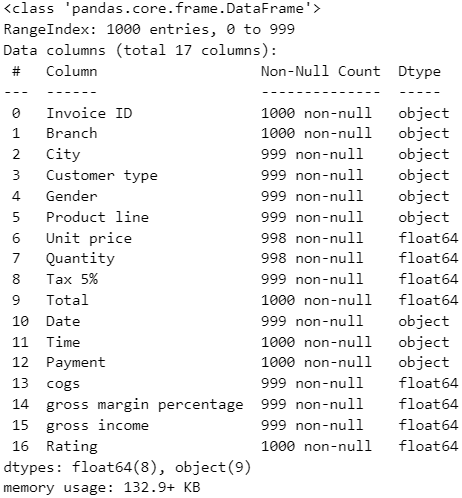 <class 'pandas.core.frame.DataFrame'>
RangeIndex: 1000 entries, 0 to 999
Data columns (total 17 columns):
 #   Column                   Non-Null Count  Dtype
---  ------                   --------------  -----
 0   Invoice ID               1000 non-null   object
 1   Branch                   1000 non-null   object
 2   City                     999 non-null    object
 3   Customer type            999 non-null    object
 4   Gender                   999 non-null    object
 5   Product line             999 non-null    object
 6   Unit price               998 non-null    float64
 7   Quantity                 998 non-null    float64
 8   Tax 5%                   999 non-null    float64
 9   Total                    1000 non-null   float64
 10  Date                     999 non-null    object
 11  Time                     1000 non-null   object
 12  Payment                  1000 non-null   object
 13  cogs                     999 non-null    float64
 14  gross margin percentage  999 non-null    float64
 15  gross income             999 non-null    float64
 16  Rating                   1000 non-null   float64
dtypes: float64(8), object(9)
memory usage: 132.9+ KB